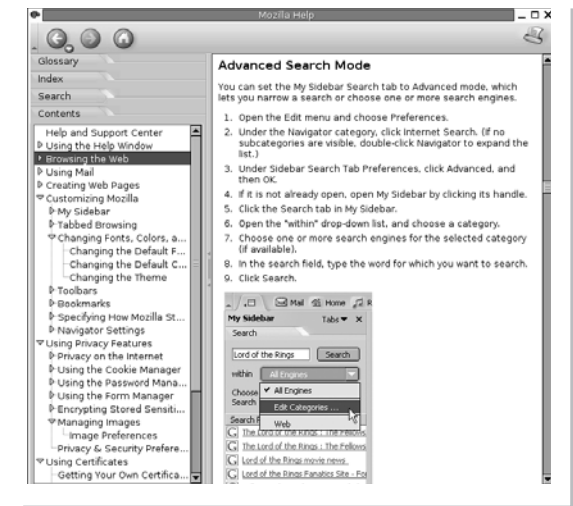 Mozilla Help
Glossary
Index
Search
Contents
Help and Support Center
Using the Help Window
Browsing the Web
Using Mail
Creating Web Pages
Customizing Mozilla
My Sidebar
Tabbed Browsing
Changing Fonts, Colors, a...
Changing the Default F...
Changing the Default C...
Changing the Theme
Toolbars
Bookmarks
Specifying How Mozilla St...
Navigator Settings
Using Privacy Features
Privacy on the Internet
Using the Cookie Manager
Using the Password Mana...
Using the Form Manager
Encrypting Stored Sensiti...
Managing Images
Image Preferences
Privacy & Security Prefere...
Using Certificates
Getting Your Own Certifica...
Advanced Search Mode
You can set the My Sidebar Search tab to Advanced mode, which
lets you narrow a search or choose one or more search engines.
1. Open the Edit menu and choose Preferences.
2. Under the Navigator category, click Internet Search. (If no
subcategories are visible, double-click Navigator to expand the
list.)
3. Under Sidebar Search Tab Preferences, click Advanced, and
then OK.
4. If it is not already open, open My Sidebar by clicking its handle.
5. Click the Search tab in My Sidebar.
6. Open the "within" drop-down list, and choose a category.
7. Choose one or more search engines for the selected category
(if available).
8. In the search field, type the word for which you want to search.
9. Click Search.
Mail Home R
My Sidebar Tabs X
Search
Lord of the Rings Search
within All Engines
Choose All Engines
Search Edit Categories ...
Web
Search R
The Lord of the Rings : The Fellows
The Lord of the Rings : The Fellows
Lord of the Rings movie news
Lord of the Rings Fanatics Site - For